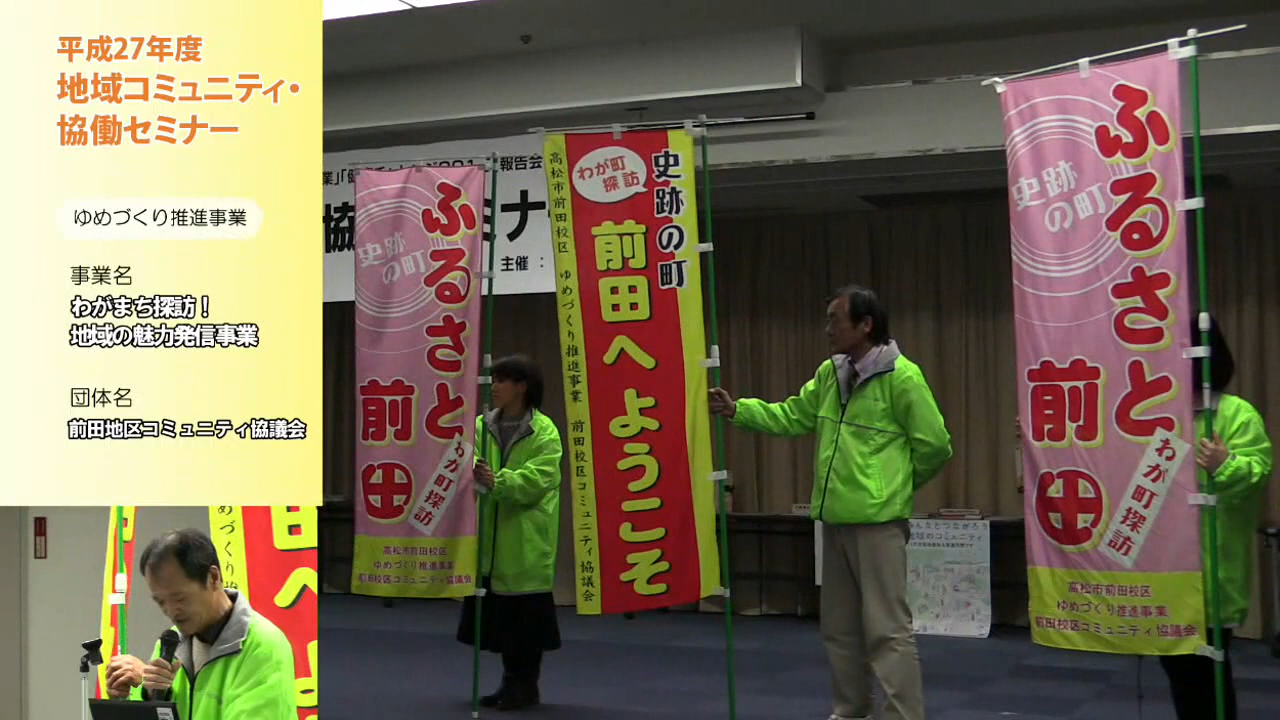 平成27年度
地域コミュニティ・
協働セミナー
ゆめづくり推進事業
事業名
わがまち探訪！
地域の魅力発信事業
団体名
前田地区コミュニティ協議会
報告会
主催：
史跡
の町
ふるさと
前田
わが町探訪
高松市前田校区
ゆめづくり推進事業
前田校区コミュニティ協議会
史跡の町
わが町
探訪
前田へようこそ
高松市前田校区 ゆめづくり推進事業 前田校区コミュニティ協議会
史跡
の町
ふるさと
前田
わが町探訪
高松市前田校区
ゆめづくり推進事業
前田校区コミュニティ協議会